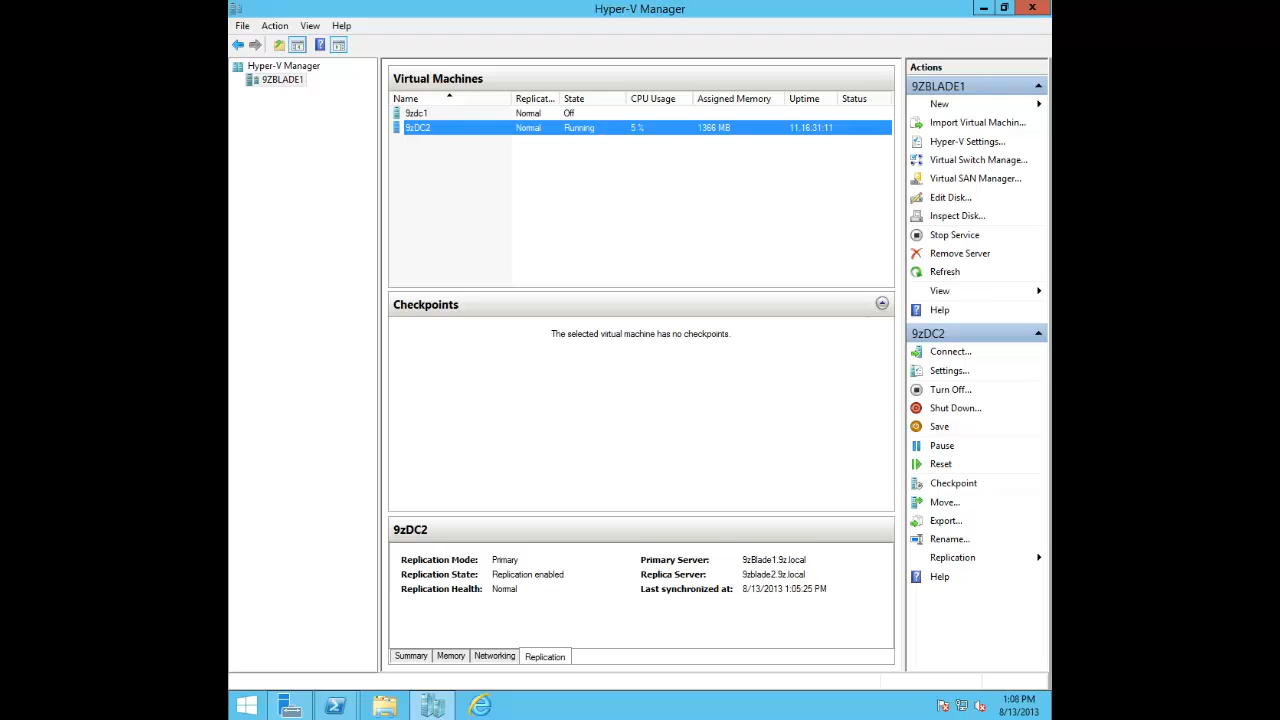 Hyper-V Manager
File Action View Help
Hyper-V Manager
9ZBLADE1
Virtual Machines
Name Replicat... State CPU Usage Assigned Memory Uptime Status
9zdc1 Normal Off
9zDC2 Normal Running 5 % 1366 MB 11.16:31:11
Checkpoints
The selected virtual machine has no checkpoints.
9zDC2
Replication Mode: Primary Primary Server: 9zBlade1.9z.local
Replication State: Replication enabled Replica Server: 9zblade2.9z.local
Replication Health: Normal Last synchronized at: 8/13/2013 1:05:25 PM
Summary Memory Networking Replication
Actions
9ZBLADE1
New
Import Virtual Machin...
Hyper-V Settings...
Virtual Switch Manage...
Virtual SAN Manager...
Edit Disk...
Inspect Disk...
Stop Service
Remove Server
Refresh
View
Help
9zDC2
Connect...
Settings...
Turn Off...
Shut Down...
Save
Pause
Reset
Checkpoint
Move...
Export...
Rename...
Replication
Help
1:08 PM
8/13/2013